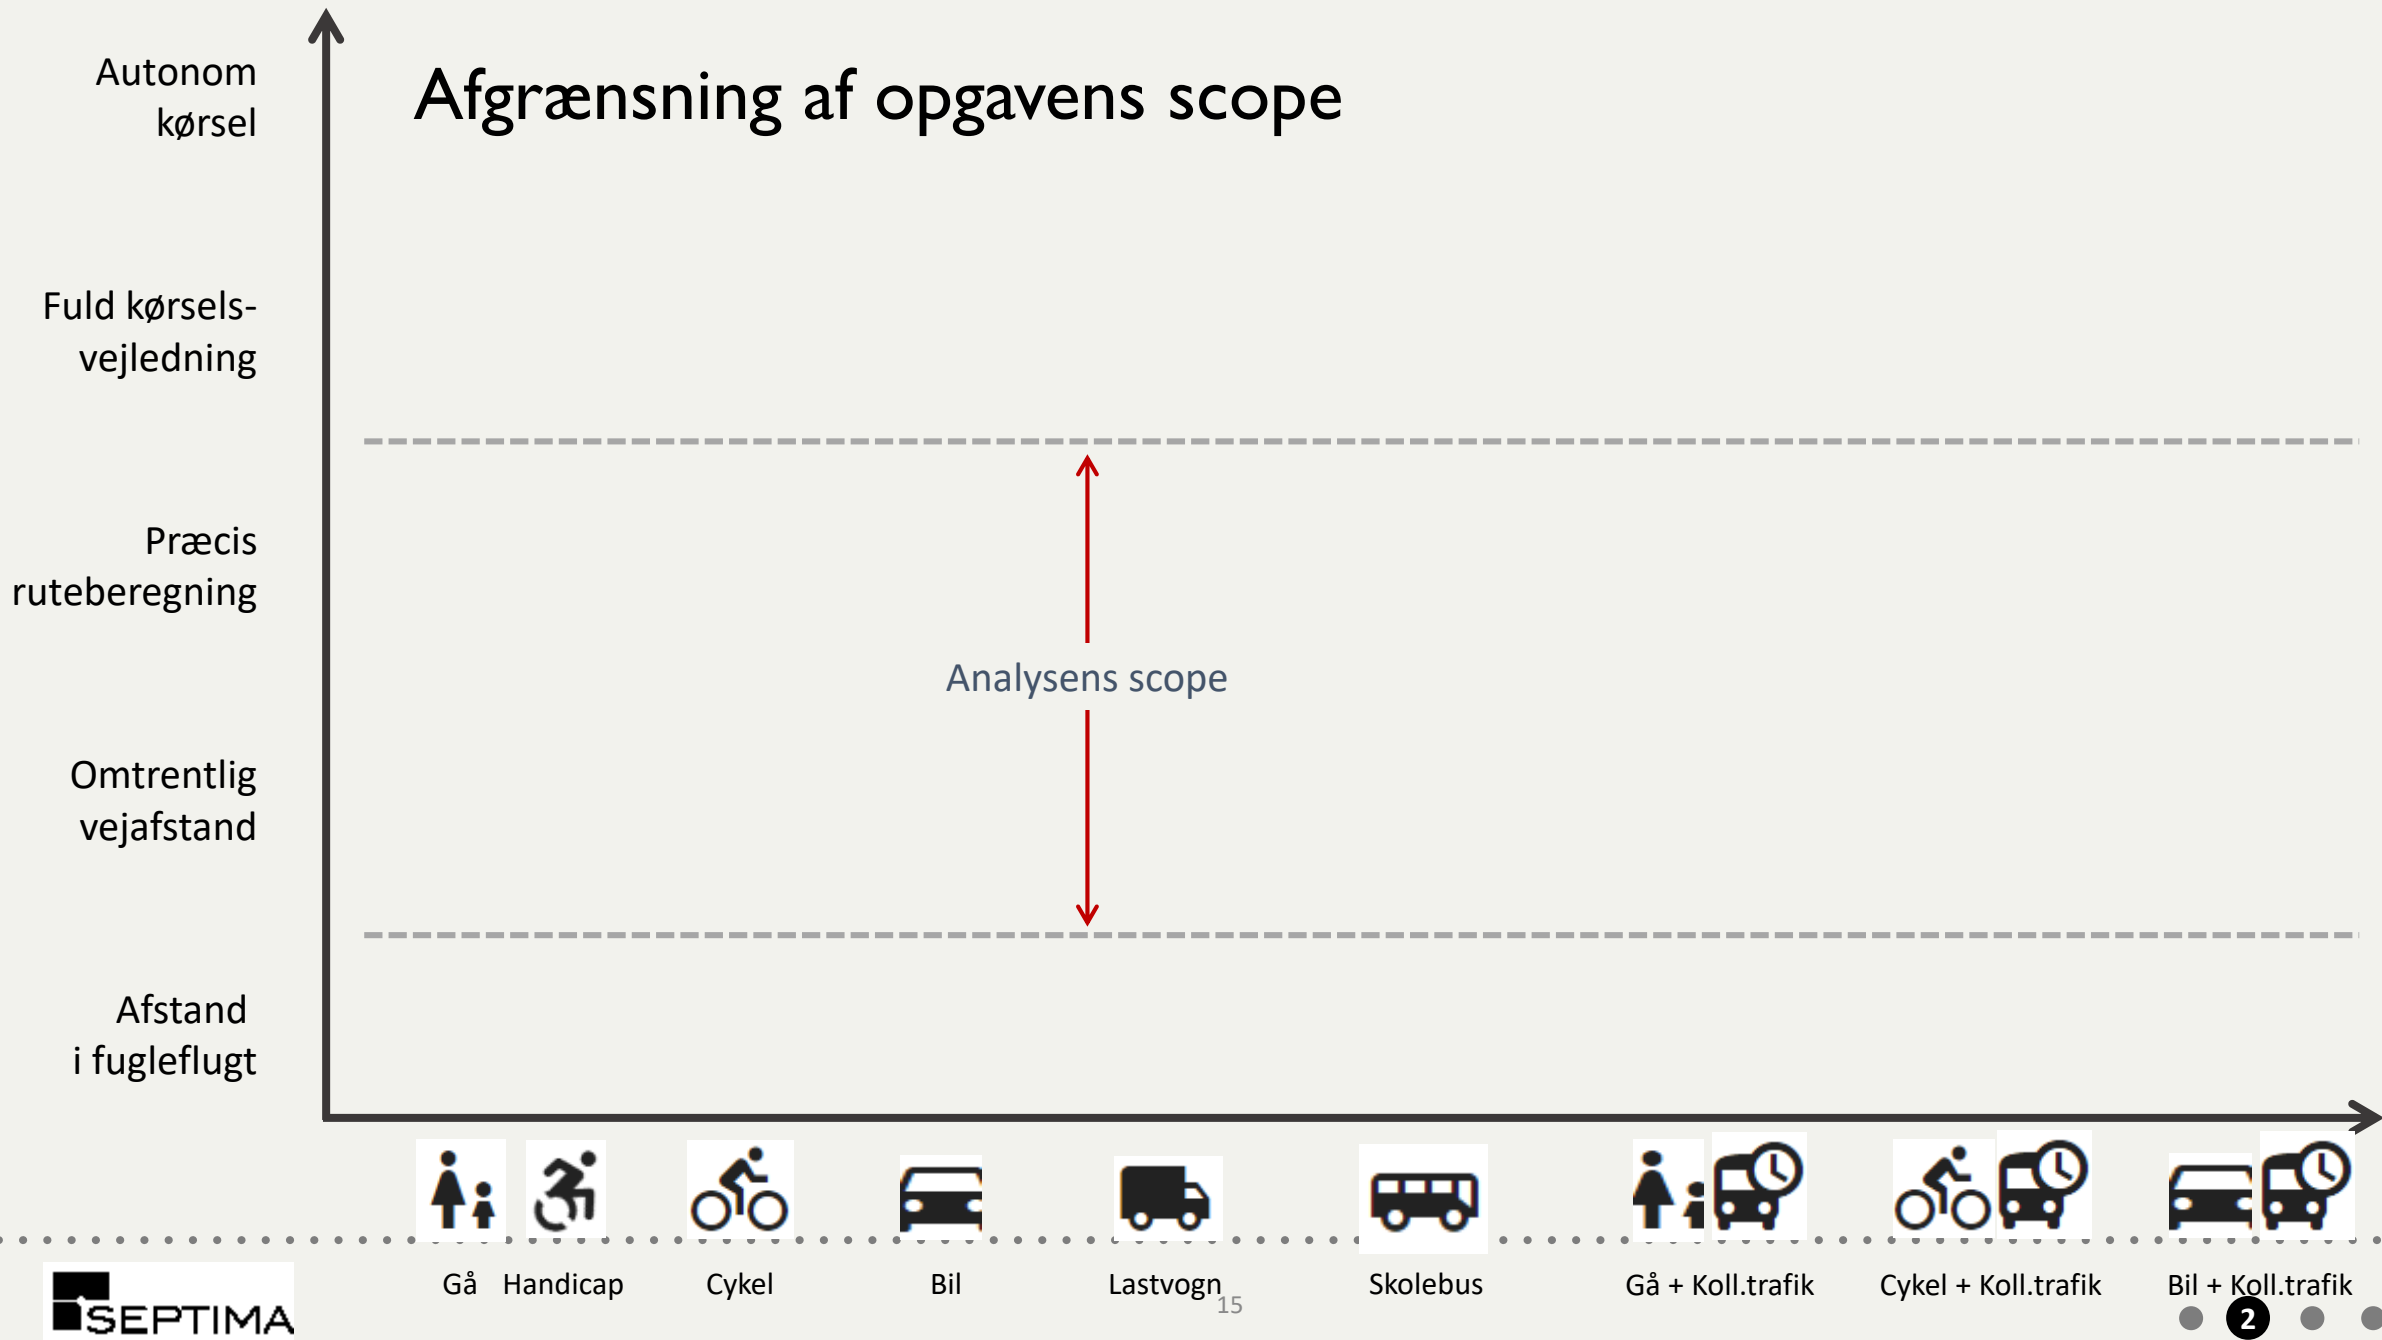 Afgrænsning af opgavens scope
Autonom
kørsel
Fuld kørsels-
vejledning
Præcis
ruteberegning
Analysens scope
Omtrentlig
vejafstand
Afstand
i fugleflugt
Gå
Handicap
Cykel
Bil
Lastvogn
Skolebus
Gå + Koll.trafik
Cykel + Koll.trafik
Bil + Koll.trafik
SEPTIMA
15
2